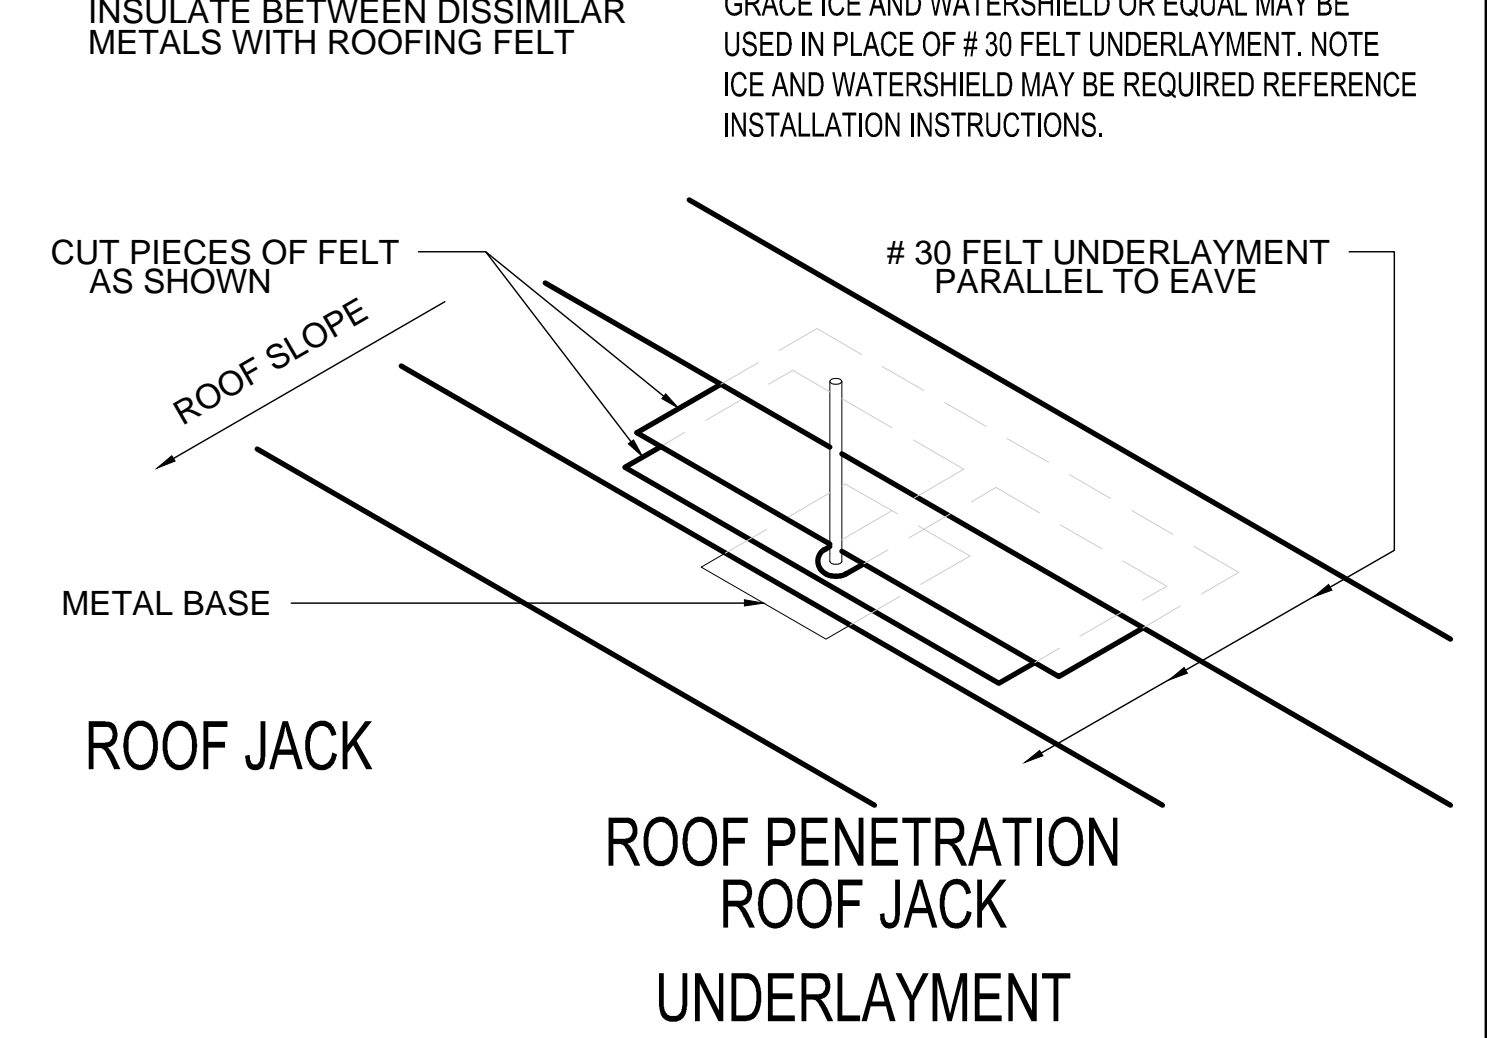 INSULATE BETWEEN DISSIMILAR
METALS WITH ROOFING FELT
GRACE ICE AND WATERSHIELD OR EQUAL MAY BE
USED IN PLACE OF # 30 FELT UNDERLAYMENT. NOTE
ICE AND WATERSHIELD MAY BE REQUIRED REFERENCE
INSTALLATION INSTRUCTIONS.
CUT PIECES OF FELT
AS SHOWN
# 30 FELT UNDERLAYMENT
PARALLEL TO EAVE
ROOF SLOPE
METAL BASE
ROOF JACK
ROOF PENETRATION
ROOF JACK
UNDERLAYMENT